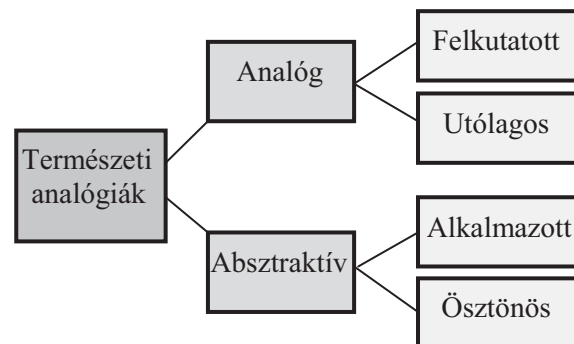 Természeti
analógiák
Analóg
Felkutatott
Utólagos
Absztraktív
Alkalmazott
Ösztönös